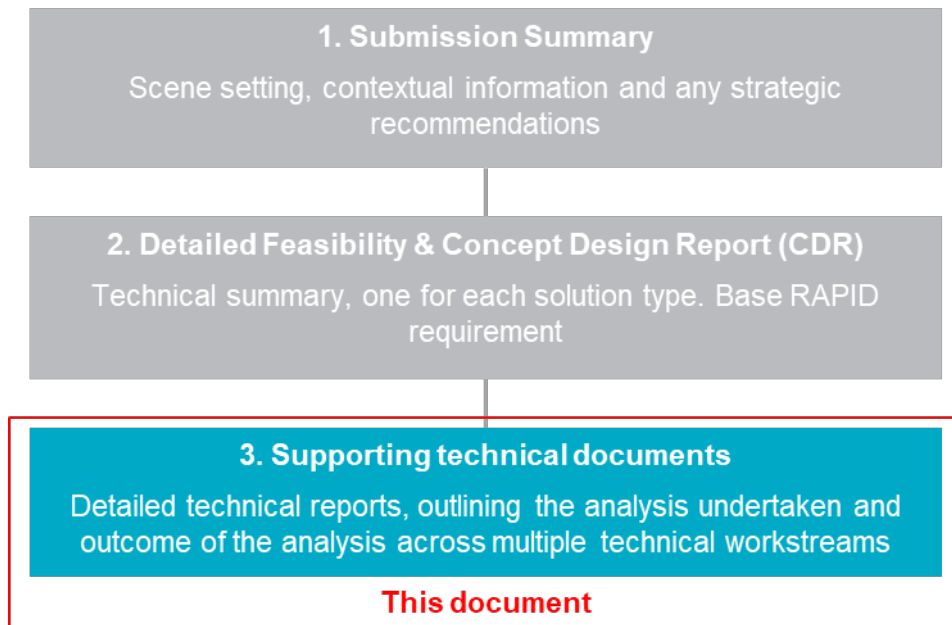 1. Submission Summary
Scene setting, contextual information and any strategic
recommendations
2. Detailed Feasibility & Concept Design Report (CDR)
Technical summary, one for each solution type. Base RAPID
requirement
3. Supporting technical documents
Detailed technical reports, outlining the analysis undertaken and
outcome of the analysis across multiple technical workstreams
This document